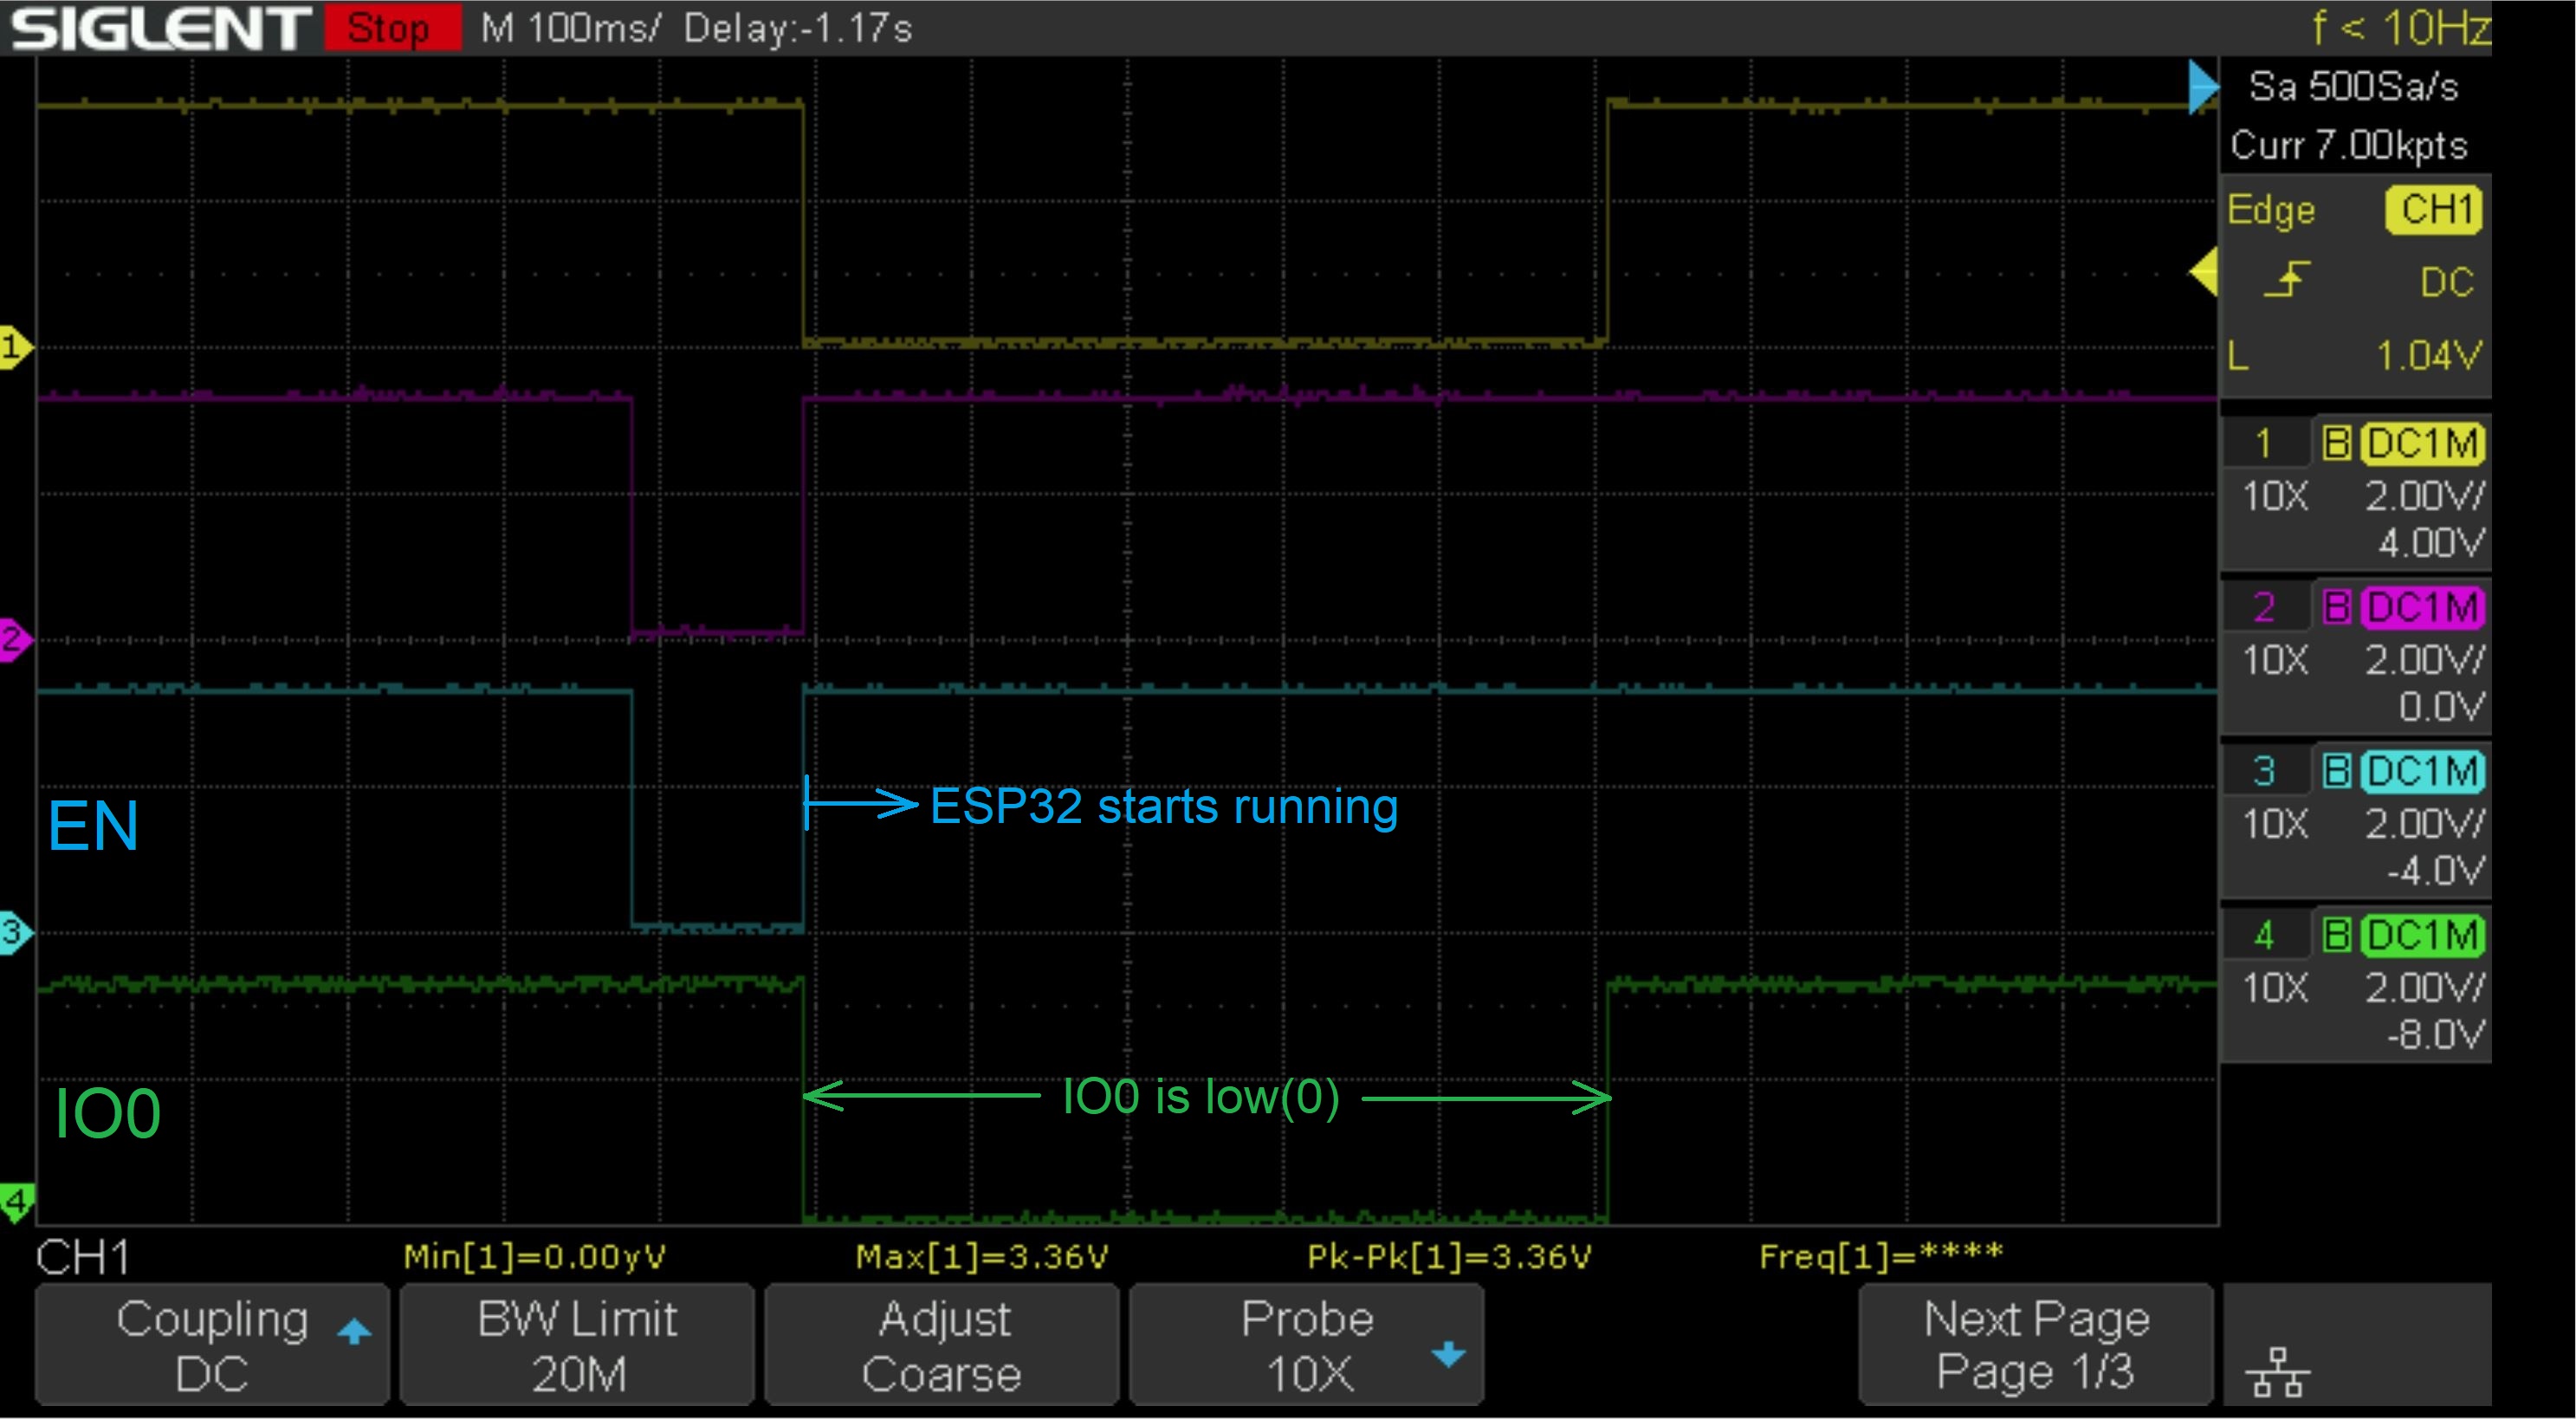 SIGLENT Stop M 100ms/ Delay:-1.17s f < 10Hz
Sa 500Sa/s
Curr 7.00kpts
Edge CH1
DC
L 1.04V
1 B DC1M
10X 2.00V/
4.00V
2 B DC1M
10X 2.00V/
0.0V
3 B DC1M
10X 2.00V/
-4.0V
4 B DC1M
10X 2.00V/
-8.0V
1
2
3
4
EN
ESP32 starts running
IO0
IO0 is low(0)
CH1 Min[1]=0.00yV Max[1]=3.36V Pk-Pk[1]=3.36V Freq[1]=****
Coupling
DC
BW Limit
20M
Adjust
Coarse
Probe
10X
Next Page
Page 1/3